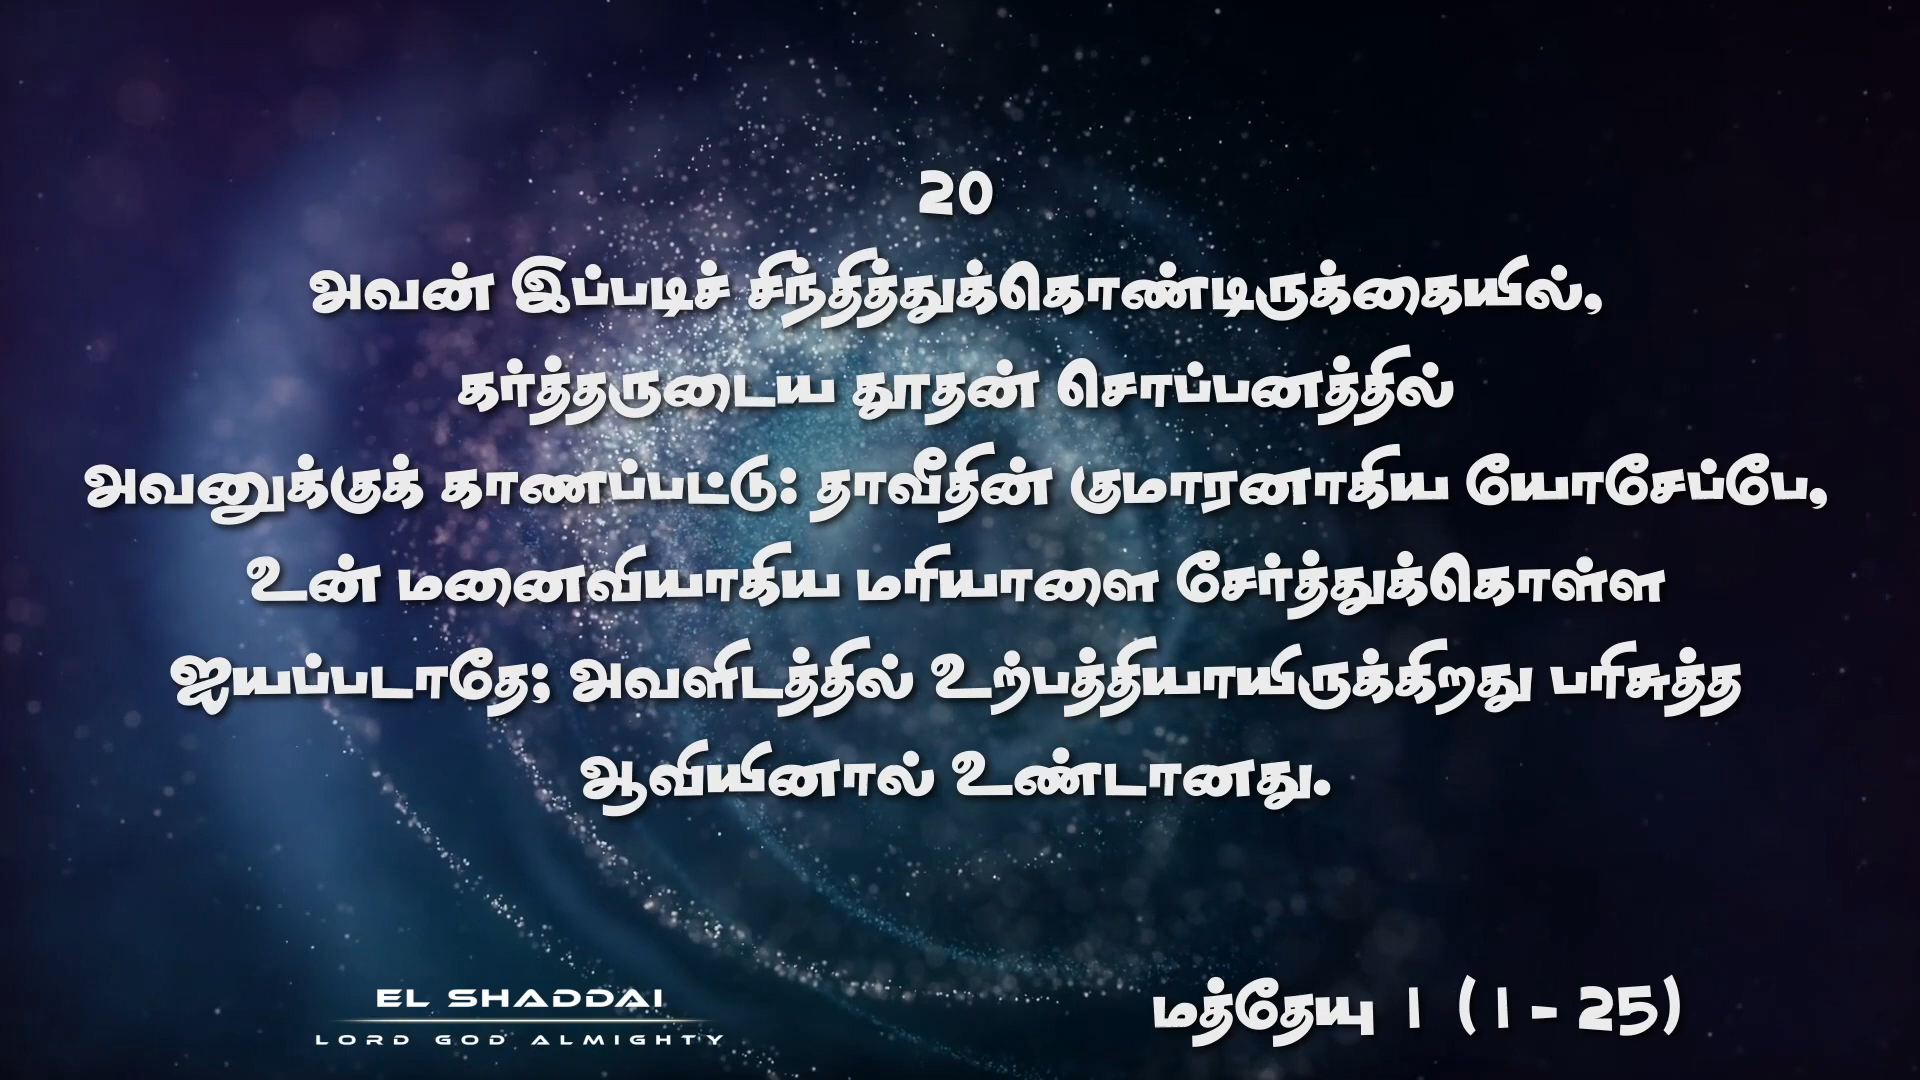 20
அவன் இப்படிச் சிந்தித்துக்கொண்டிருக்கையில்,
கர்த்தருடைய தூதன் சொப்பனத்தில்
அவனுக்குக் காணப்பட்டு: தாவீதின் குமாரனாகிய யோசேப்பே,
உன் மனைவியாகிய மரியாளை சேர்த்துக்கொள்ள
ஐயப்படாதே; அவளிடத்தில் உற்பத்தியாயிருக்கிறது பரிசுத்த
ஆவியினால் உண்டானது.
EL SHADDAI
LORD GOD ALMIGHTY
மத்தேயு 1 (1 - 25)